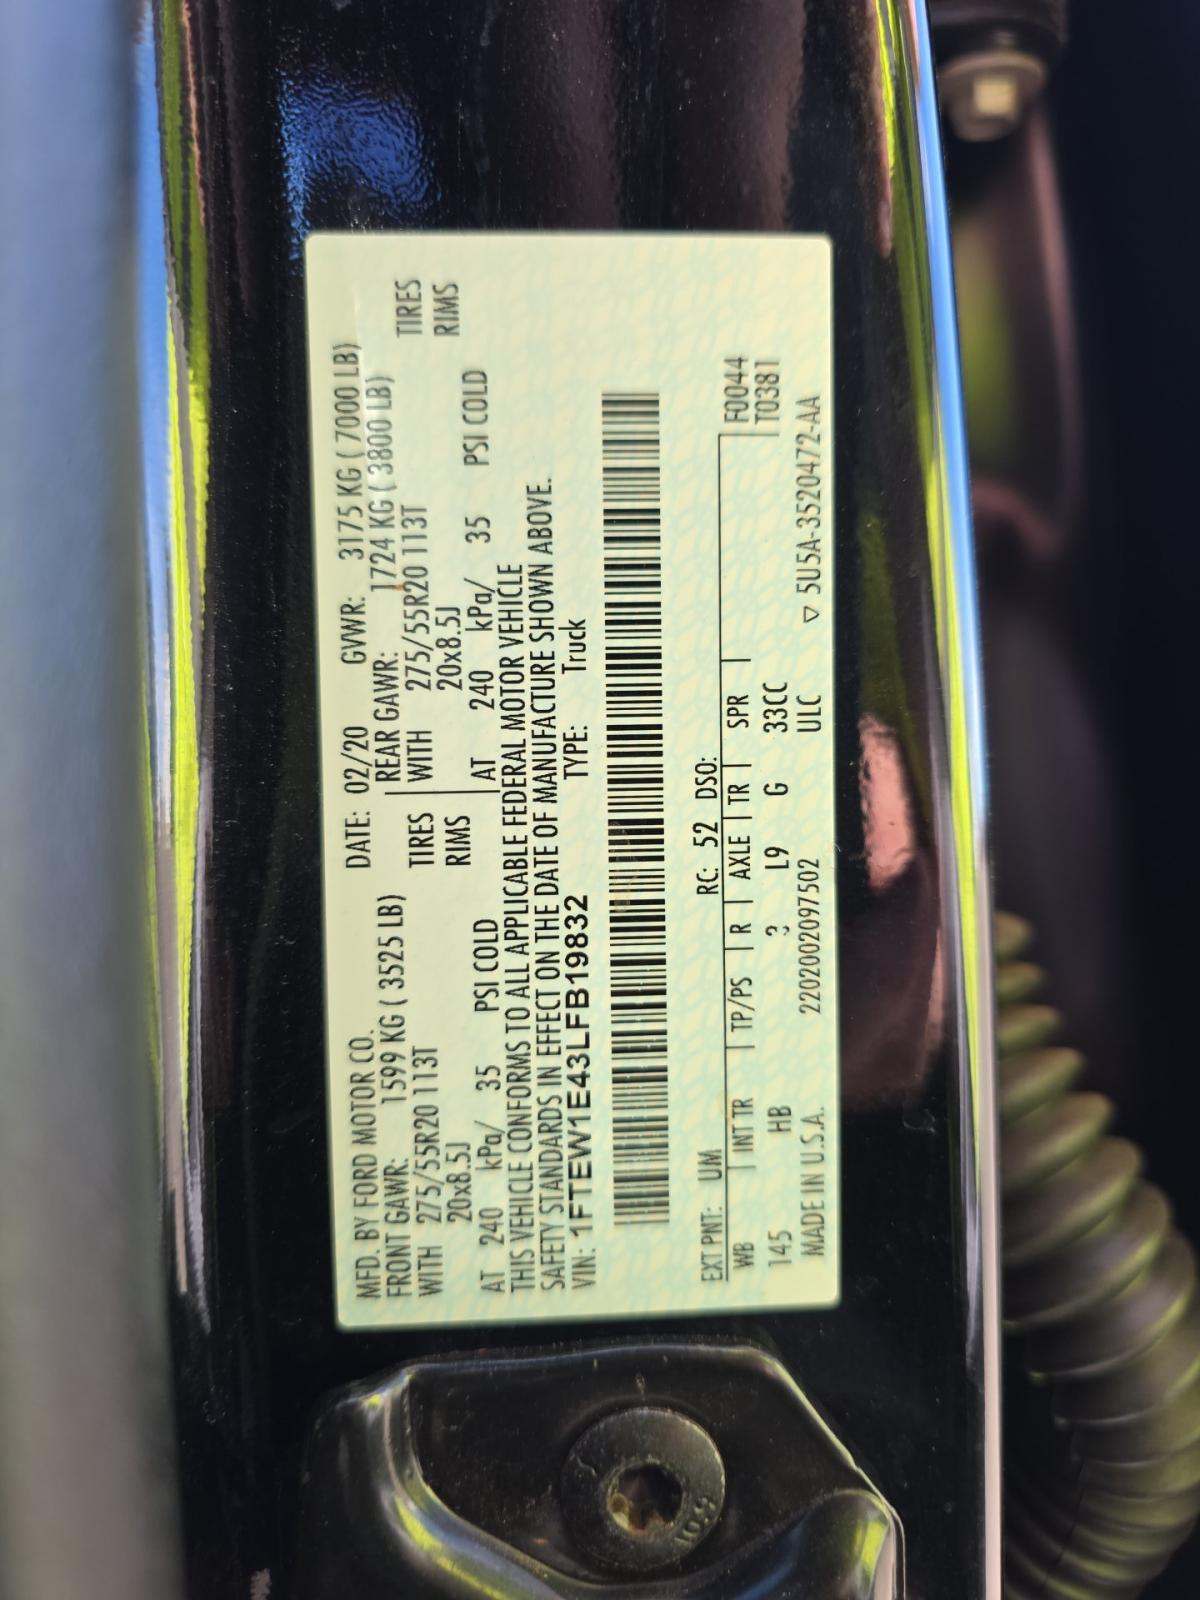 MFD. BY FORD MOTOR CO. DATE: 02/20 GVWR: 3175 KG ( 7000 LB)
FRONT GAWR: 1599 KG ( 3525 LB) REAR GAWR: 1724 KG ( 3800 LB)
WITH 275/55R20 113T TIRES WITH 275/55R20 113T TIRES
20x8.5J RIMS 20x8.5J RIMS
AT 240 kPa/ 35 PSI COLD AT 240 kPa/ 35 PSI COLD
THIS VEHICLE CONFORMS TO ALL APPLICABLE FEDERAL MOTOR VEHICLE
SAFETY STANDARDS IN EFFECT ON THE DATE OF MANUFACTURE SHOWN ABOVE.
VIN: 1FTEW1E43LFB19832 TYPE: Truck
EXT PNT: UM RC: 52 DSO:
WB INT TR TP/PS R AXLE TR SPR F0044
145 HB L9 G 33CC T0381
MADE IN U.S.A. 2202002097502 ULC ▽ 5U5A-3520472-AA